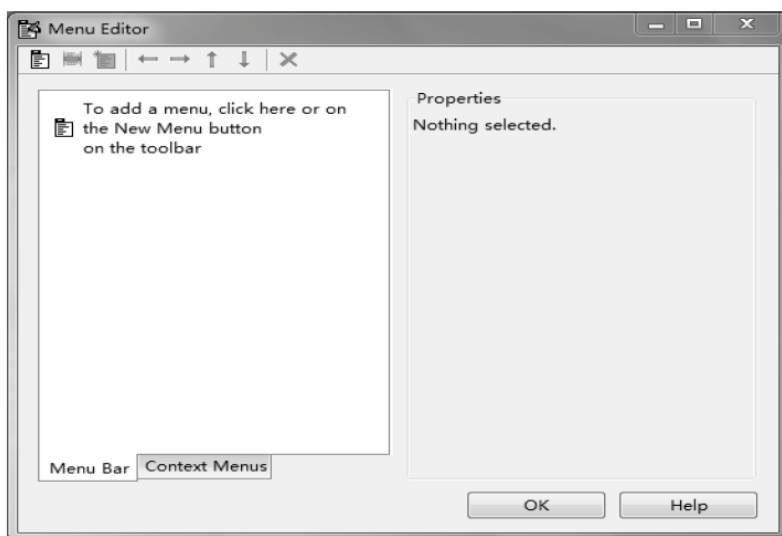 Menu Editor
To add a menu, click here or on
the New Menu button
on the toolbar
Properties
Nothing selected.
Menu Bar
Context Menus
OK
Help